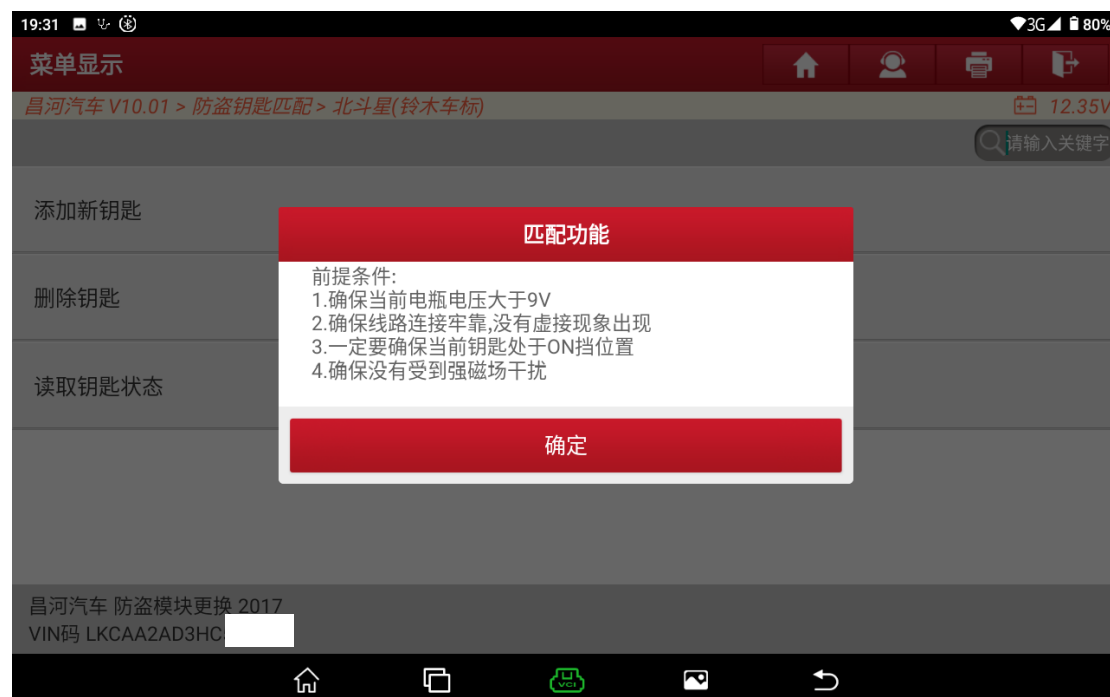 19:31
3G 80%
菜单显示
昌河汽车 V10.01 > 防盗钥匙匹配 > 北斗星(铃木车标)
12.35V
请输入关键字
添加新钥匙
匹配功能
前提条件:
1.确保当前电瓶电压大于9V
删除钥匙
2.确保线路连接牢靠,没有虚接现象出现
3.一定要确保当前钥匙处于ON挡位置
4.确保没有受到强磁场干扰
读取钥匙状态
确定
昌河汽车 防盗模块更换 2017
VIN码 LKCAA2AD3HC
VCI